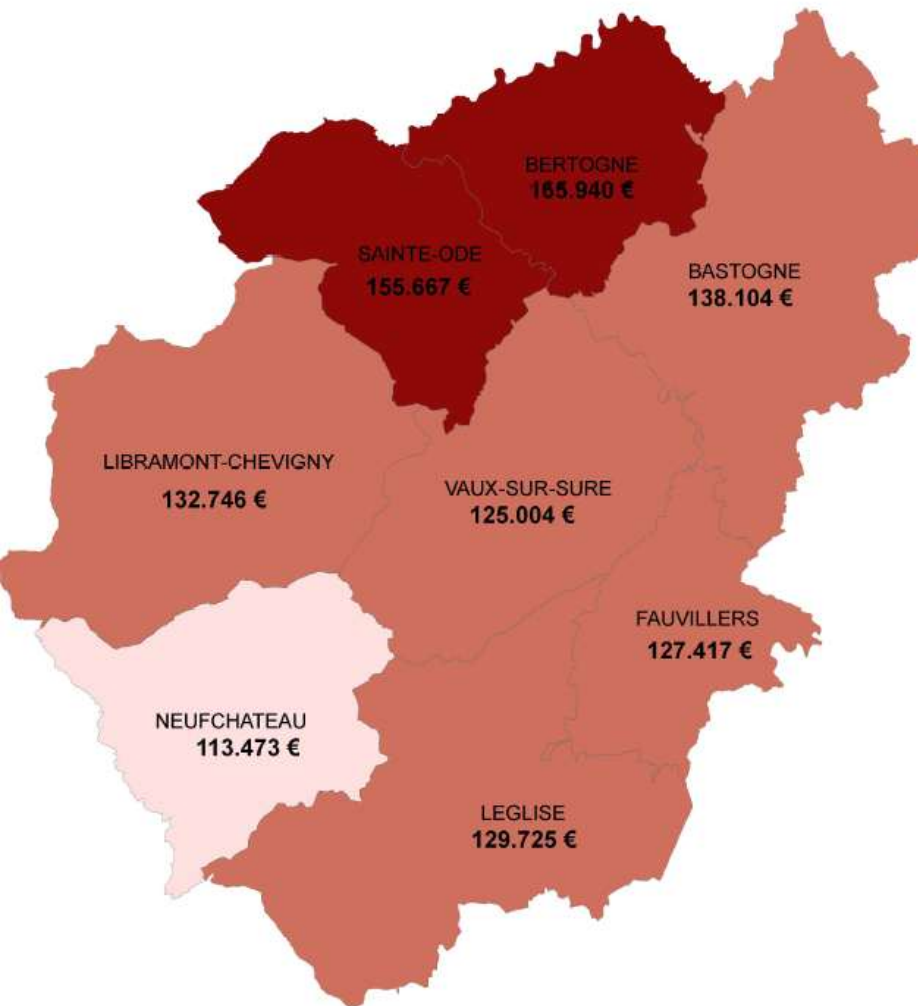 BERTOGNE
165.940 €
SAINTE-ODE
155.667 €
BASTOGNE
138.104 €
LIBRAMONT-CHEVIGNY
132.746 €
VAUX-SUR-SURE
125.004 €
FAUVILLERS
127.417 €
NEUFCHATEAU
113.473 €
LEGLISE
129.725 €